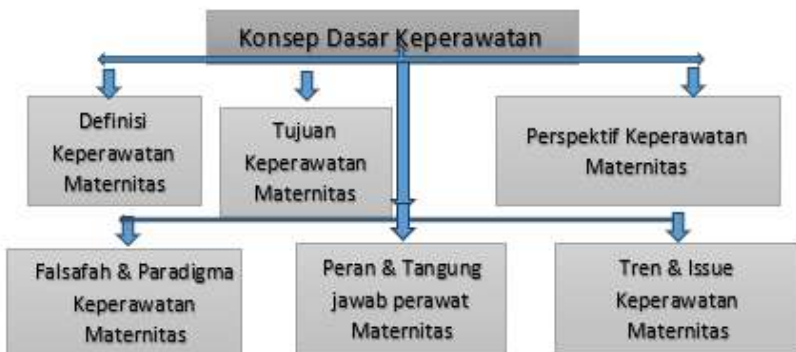 Konsep Dasar Keperawatan
Definisi
Keperawatan
Maternitas
Tujuan
Keperawatan
Maternitas
Perspektif Keperawatan
Maternitas
Falsafah & Paradigma
Keperawatan
Maternitas
Peran & Tangung
jawab perawat
Maternitas
Tren & Issue
Keperawatan
Maternitas